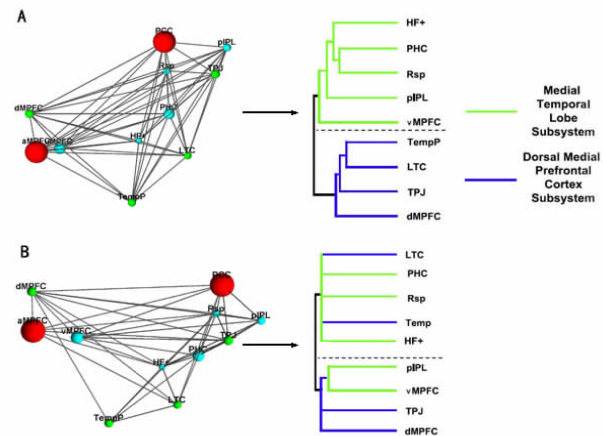 A
PCC
pIPL
Rsp
TPJ
dMPFC
PHC
HF+
aMPFC
LTC
TempP
HF+
PHC
Rsp
pIPL
vMPFC
TempP
LTC
TPJ
dMPFC
Medial
Temporal
Lobe
Subsystem
Dorsal Medial
Prefrontal
Cortex
Subsystem
B
PCC
dMPFC
Rsp
pIPL
aMPFC
vMPFC
TPJ
PHC
HF+
LTC
TempP
LTC
PHC
Rsp
Temp
HF+
pIPL
vMPFC
TPJ
dMPFC